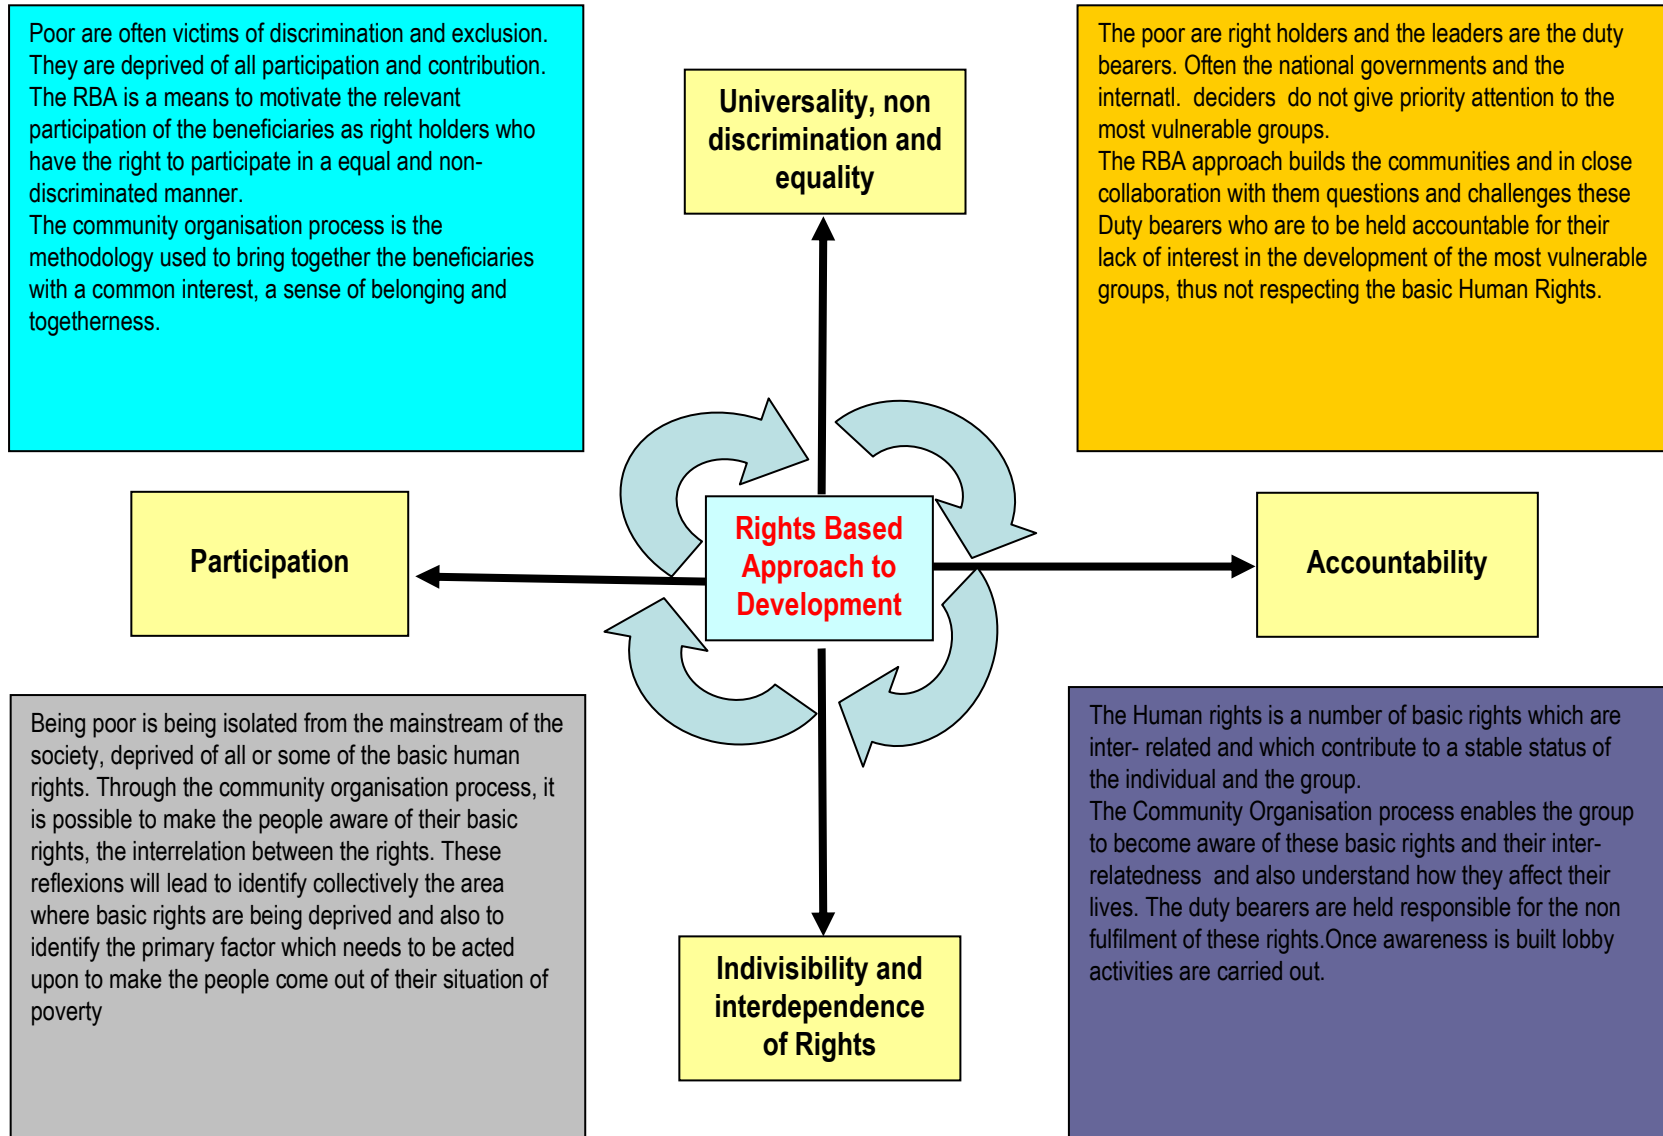 Poor are often victims of discrimination and exclusion.
They are deprived of all participation and contribution.
The RBA is a means to motivate the relevant
participation of the beneficiaries as right holders who
have the right to participate in a equal and non-
discriminated manner.
The community organisation process is the
methodology used to bring together the beneficiaries
with a common interest, a sense of belonging and
togetherness.
Universality, non
discrimination and
equality
The poor are right holders and the leaders are the duty
bearers. Often the national governments and the
internatl. deciders do not give priority attention to the
most vulnerable groups.
The RBA approach builds the communities and in close
collaboration with them questions and challenges these
Duty bearers who are to be held accountable for their
lack of interest in the development of the most vulnerable
groups, thus not respecting the basic Human Rights.
Participation
Rights Based
Approach to
Development
Accountability
Being poor is being isolated from the mainstream of the
society, deprived of all or some of the basic human
rights. Through the community organisation process, it
is possible to make the people aware of their basic
rights, the interrelation between the rights. These
reflexions will lead to identify collectively the area
where basic rights are being deprived and also to
identify the primary factor which needs to be acted
upon to make the people come out of their situation of
poverty
Indivisibility and
interdependence
of Rights
The Human rights is a number of basic rights which are
inter- related and which contribute to a stable status of
the individual and the group.
The Community Organisation process enables the group
to become aware of these basic rights and their inter-
relatedness and also understand how they affect their
lives. The duty bearers are held responsible for the non
fulfilment of these rights.Once awareness is built lobby
activities are carried out.